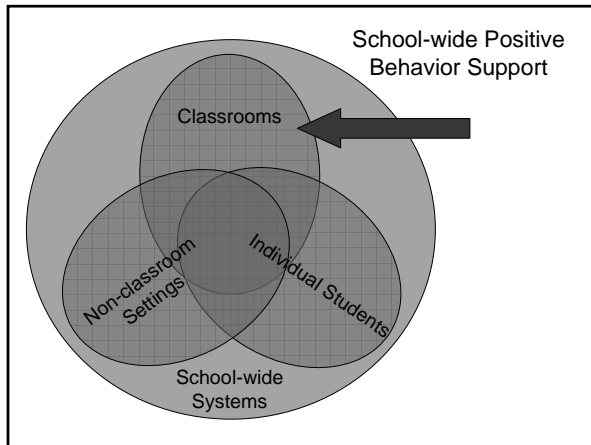 School-wide Positive
Behavior Support
Classrooms
Non-classroom
Settings
Individual Students
School-wide
Systems